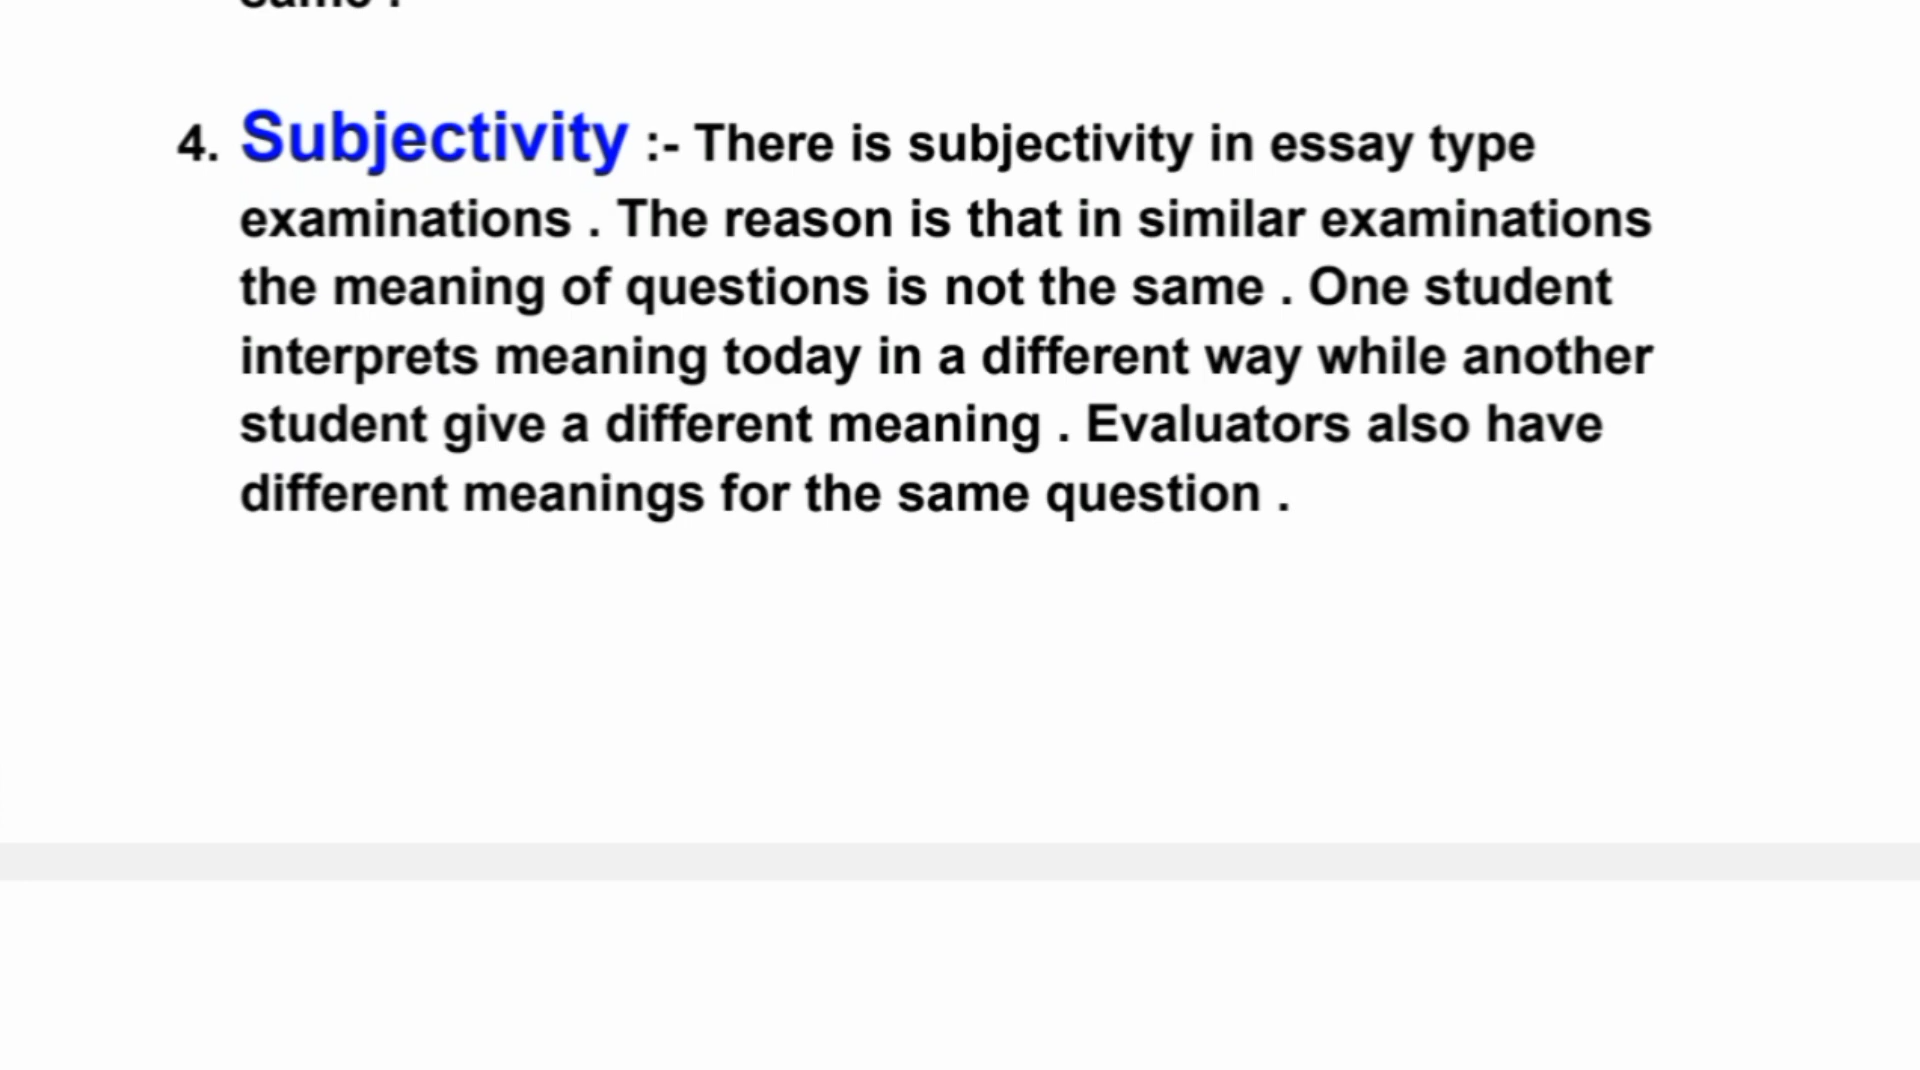 same .
4. Subjectivity :- There is subjectivity in essay type
examinations . The reason is that in similar examinations
the meaning of questions is not the same . One student
interprets meaning today in a different way while another
student give a different meaning . Evaluators also have
different meanings for the same question .